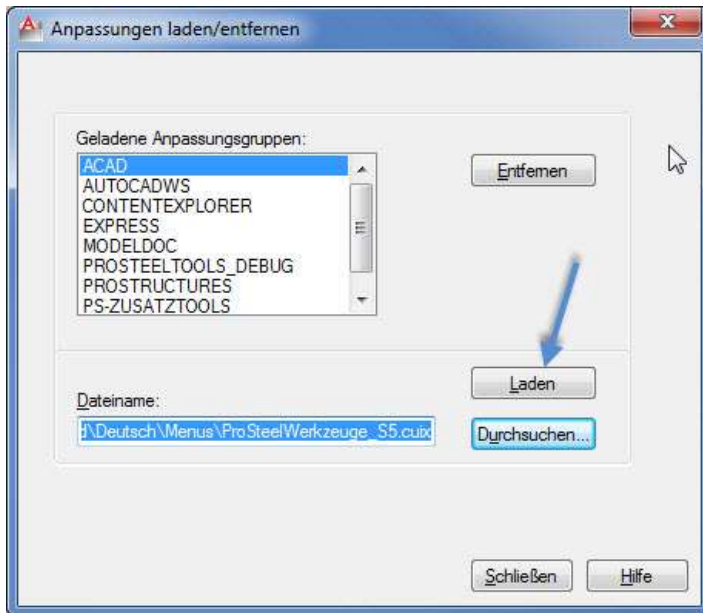 Anpassungen laden/entfernen
Geladene Anpassungsgruppen:
ACAD
AUTOCADWS
CONTENTEXPLORER
EXPRESS
MODELDOC
PROSTEELTOOLS_DEBUG
PROSTRUCTURES
PS-ZUSATZTOOLS
Entfernen
Laden
Dateiname:
\Deutsch\Menus\ProSteelWerkzeuge_S5.cuix
Durchsuchen...
Schließen
Hilfe